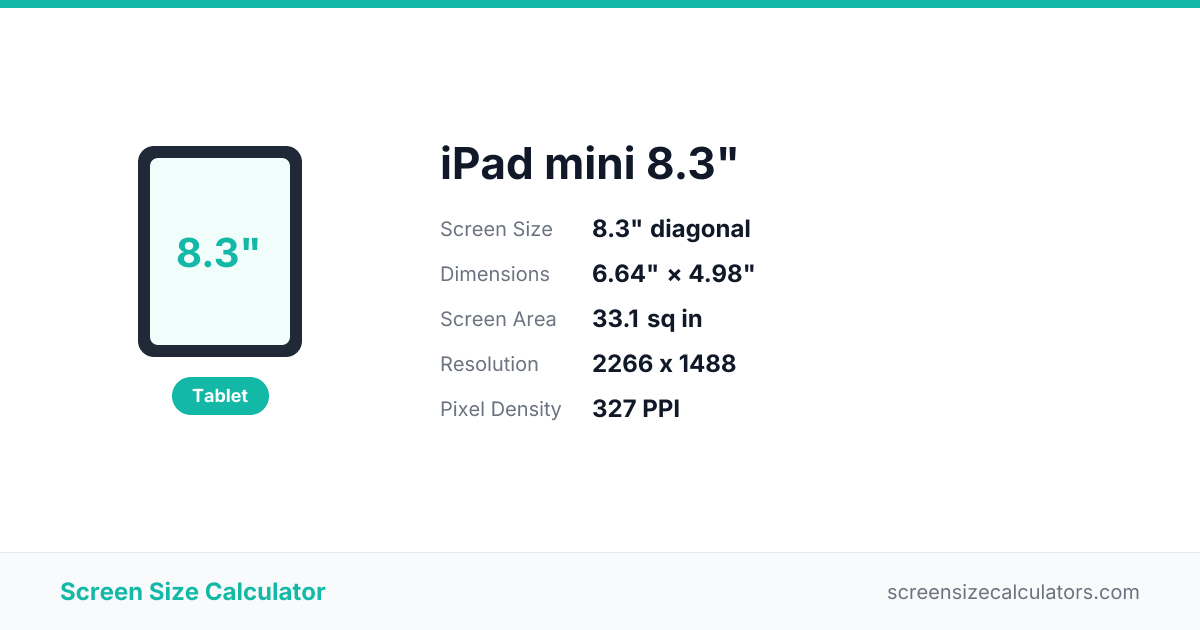 8.3"
Tablet
iPad mini 8.3"
Screen Size 8.3" diagonal
Dimensions 6.64" × 4.98"
Screen Area 33.1 sq in
Resolution 2266 x 1488
Pixel Density 327 PPI
Screen Size Calculator
screensizecalculators.com